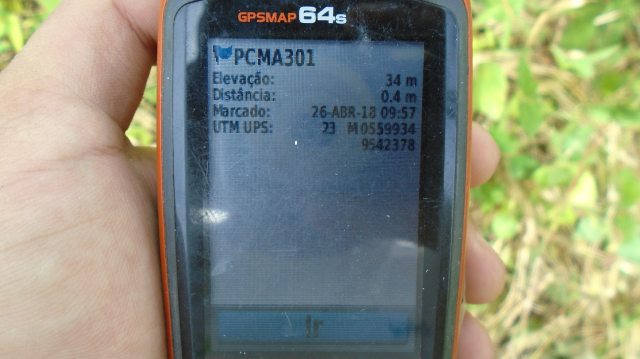 GPSMAP 64s
PCMA301
Elevação: 34 m
Distância: 0.4 m
Marcado: 26-ABR-18 09:57
UTM UPS: 23 M 0559934
9542378
Ir